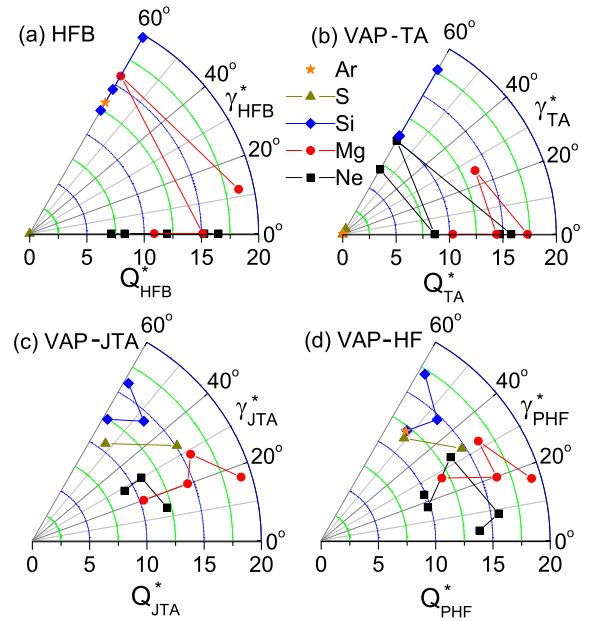 (a) HFB
60°
40°
γ*HFB
20°
0°
0 5 10 15 20
Q*HFB
(b) VAP-TA
60°
40°
γ*TA
20°
0°
0 5 10 15 20
Q*TA
Ar
S
Si
Mg
Ne
(c) VAP-JTA
60°
40°
γ*JTA
20°
0°
0 5 10 15 20
Q*JTA
(d) VAP-HF
60°
40°
γ*PHF
20°
0°
0 5 10 15 20
Q*PHF